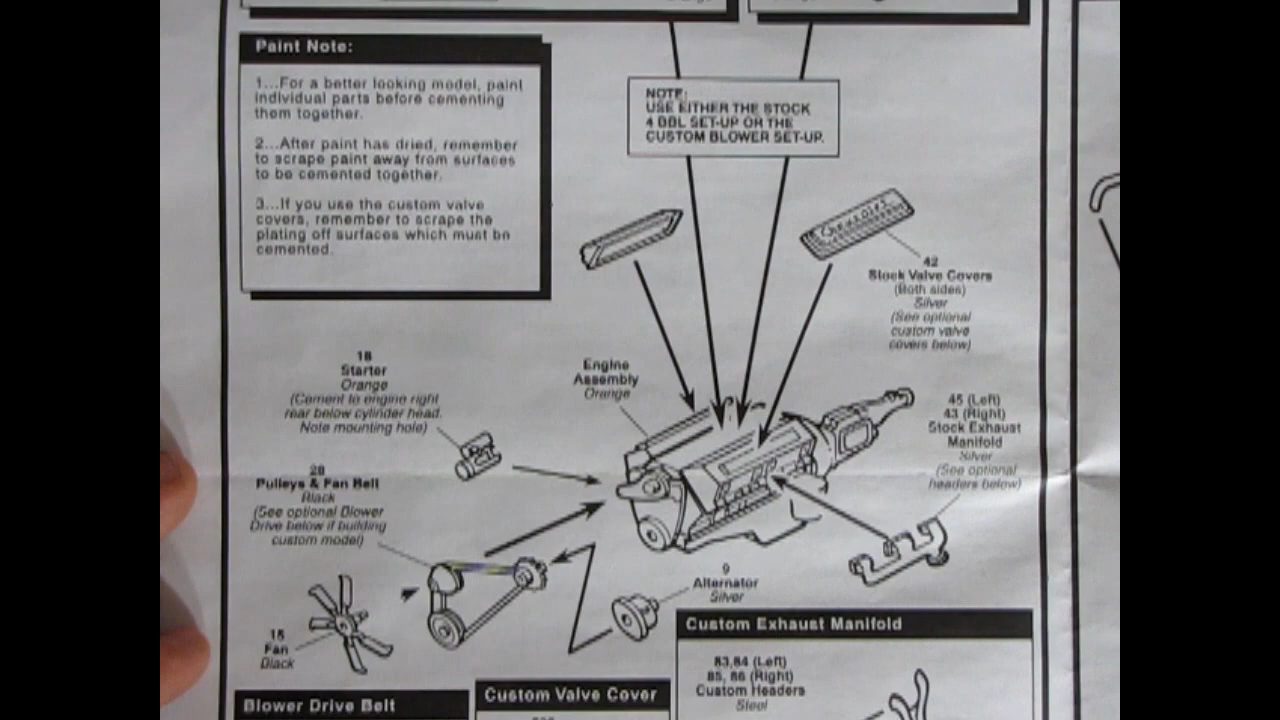 Paint Note:
1...For a better looking model, paint
individual parts before cementing
them together.
2...After paint has dried, remember
to scrape paint away from surfaces
to be cemented together.
3...If you use the custom valve
covers, remember to scrape the
plating off surfaces which must be
cemented.
NOTE:
USE EITHER THE STOCK
4 BBL SET-UP OR THE
CUSTOM BLOWER SET-UP.
Chevrolet
42
Stock Valve Covers
(Both sides)
Silver
(See optional
custom valve
covers below)
18
Starter
Orange
(Cement to engine right
rear below cylinder head.
Note mounting hole)
Engine
Assembly
Orange
45 (Left)
43 (Right)
Stock Exhaust
Manifold
Silver
(See optional
headers below)
Pulleys & Fan Belt
Black
(See optional Blower
Drive below if building
custom model)
9
Alternator
Silver
15
Fan
Black
Custom Exhaust Manifold
83,84 (Left)
85, 86 (Right)
Custom Headers
Steel
Blower Drive Belt
Custom Valve Cover